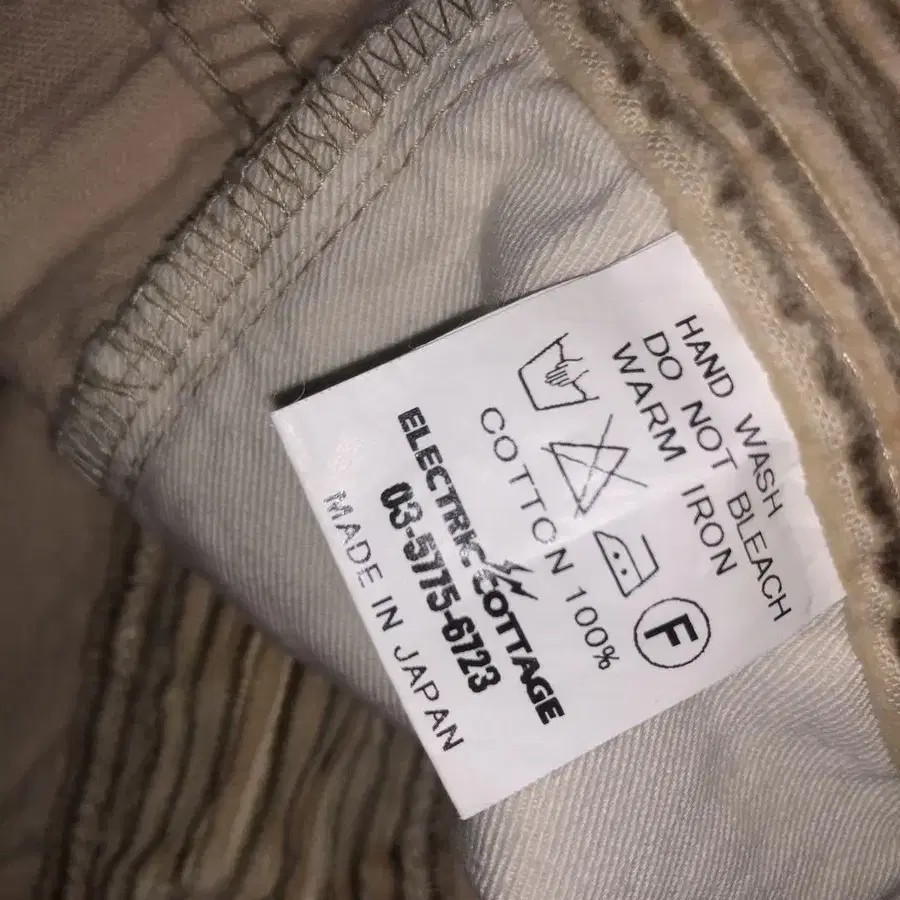 HAND WASH
DO NOT BLEACH
WARM IRON
F
COTTON 100%
ELECTRIC COTTAGE
03-5775-6723
MADE IN JAPAN